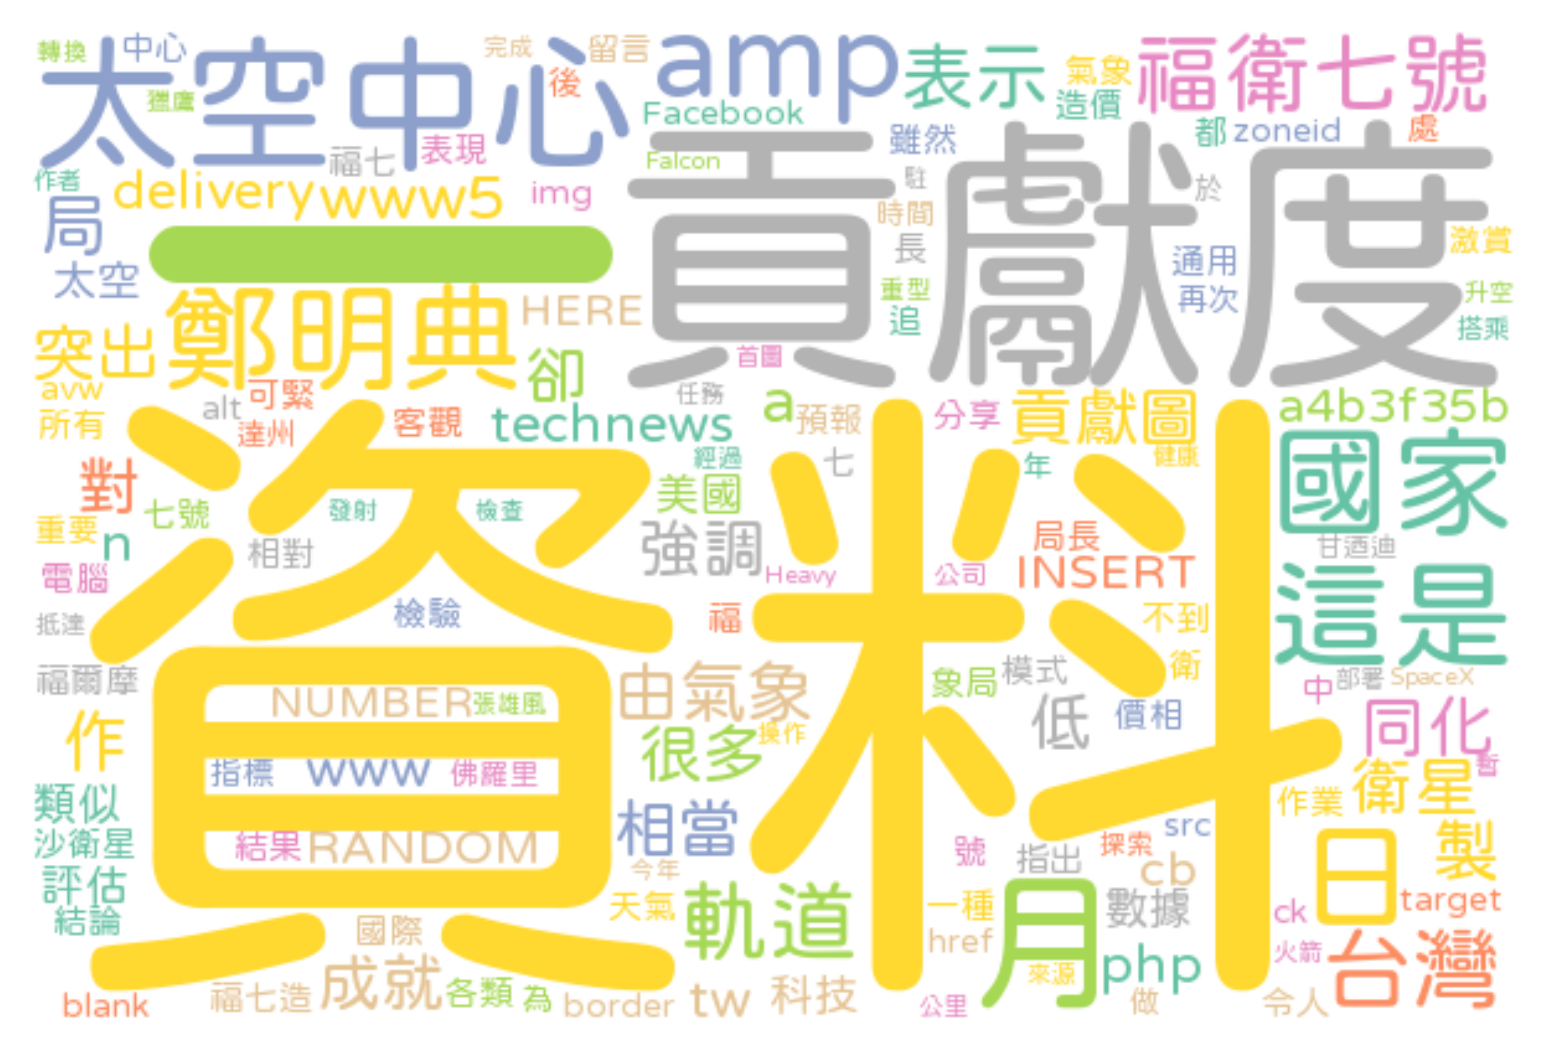 轉換 中心 完成 留言 amp 表示 氣象 福衛七號
太空中心 獵鷹 後 Facebook 造價
福七 表現 Falcon 雖然 都 zoneid 處
作者 delivery www5 img 貢獻度 駐 於
局 時間 長 通用 激賞
太空 一 重型 再次 升空
鄭明典 HERE 追 搭乘
突出 卻 首圖
avw alt 可緊 任務 a 分享 貢獻圖 a4b3f35b
所有 達州 客觀 technews 預報
資料 經過 七 年 健康 國家
對 美國
重要 七號 發射 檢查 強調 局長 甘迺迪
n 相對 Heavy 公司 INSERT 這是
電腦
抵達 檢驗 福 不到
福爾摩 由氣象 象局 模式 衛 部署 SpaceX
作 NUMBER 張雄風 很多 操作 低 價相 中 同化
指標 www 佛羅里 暫
類似 相當 作業 衛星
沙衛星 結果 RANDOM 號 指出 探索 src 日 製
評估 今年 cb
結論 天氣 軌道 一種 月 數據 ck target
國際 href 火箭 台灣
成就 來源 php
blank 福七造 各類 為 border tw 科技 公里 做 令人